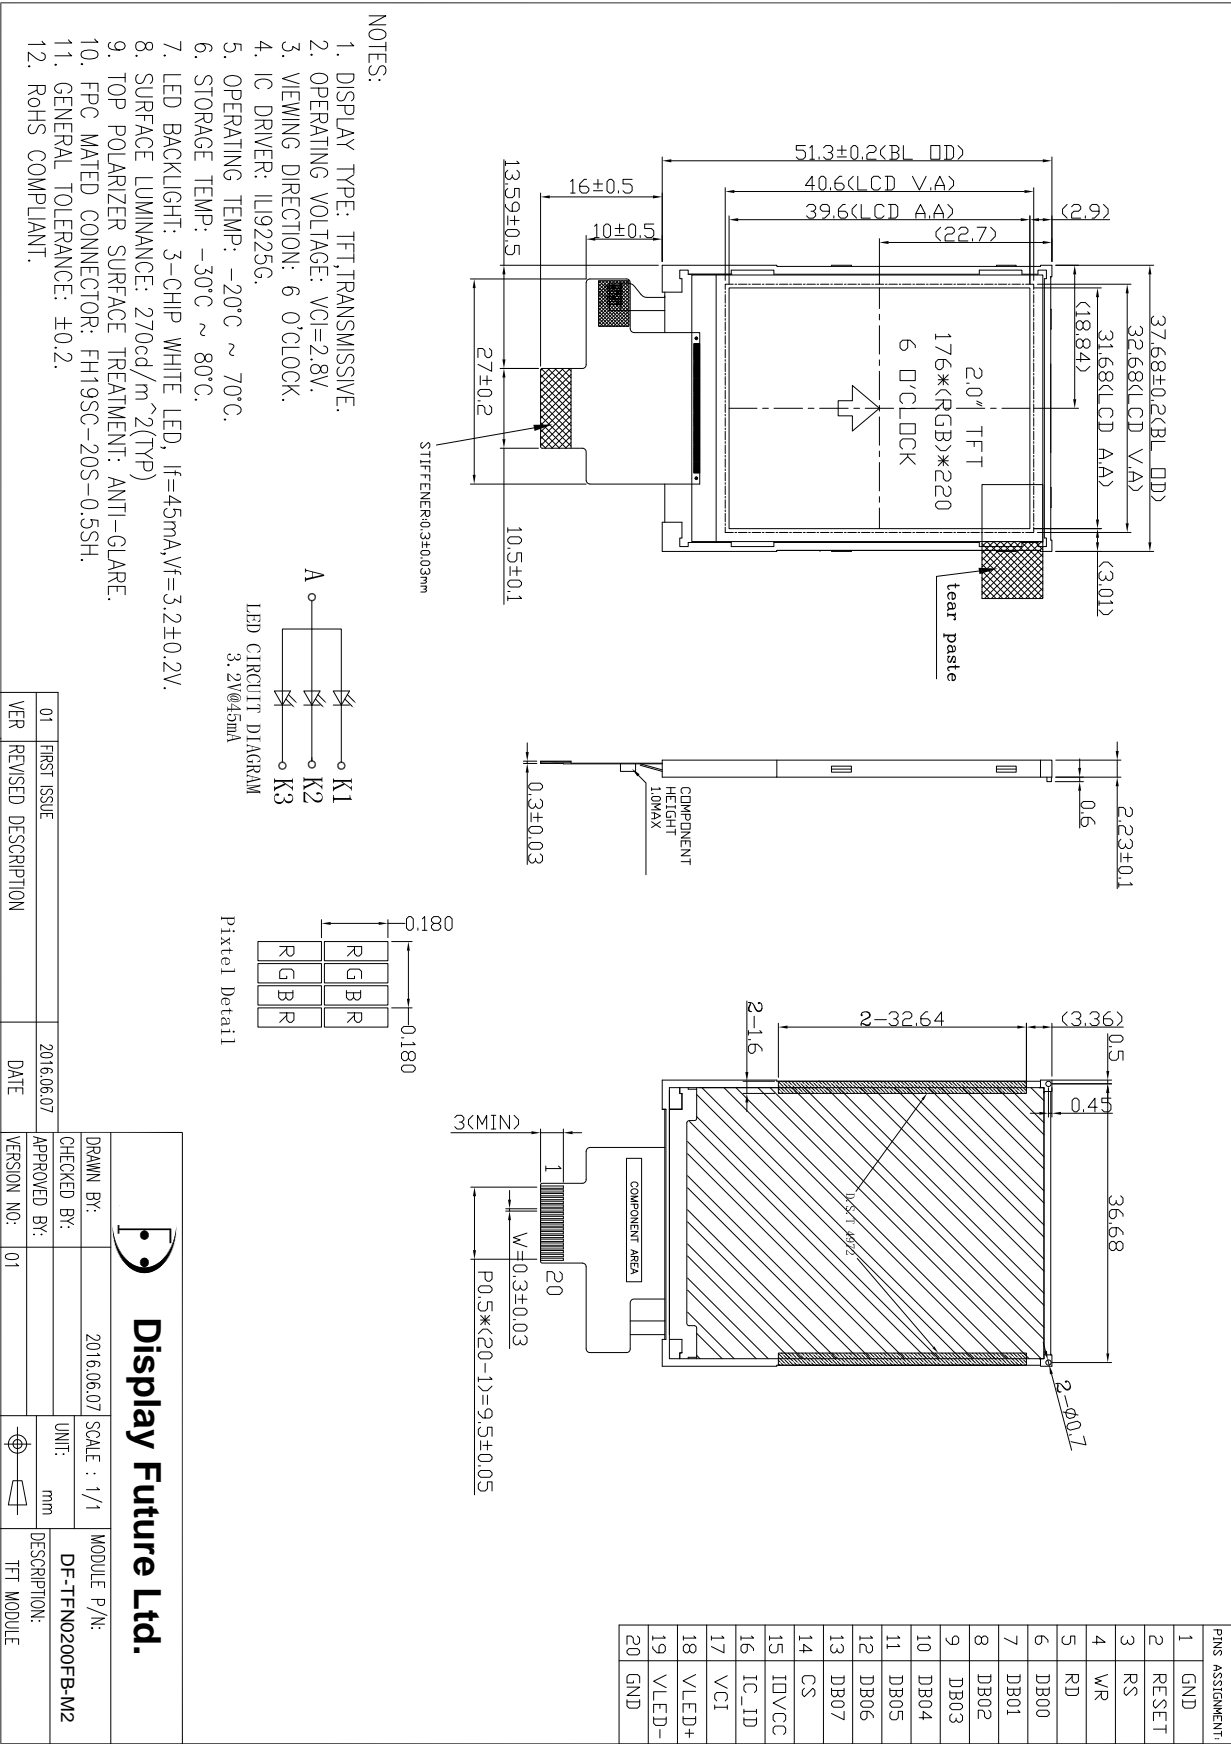 PINS ASSIGNMENT:
1 GND
2 RESET
3 RS
4 WR
5 RD
6 DB00
7 DB01
8 DB02
9 DB03
10 DB04
11 DB05
12 DB06
13 DB07
14 CS
15 IOVCC
16 IC_ID
17 VCI
18 VLED+
19 VLED-
20 GND
37.68±0.2(BL OD)
32.68(LCD V.A)
31.68(LCD A.A)
(18.84)
(3.01)
51.3±0.2(BL OD)
40.6(LCD V.A)
39.6(LCD A.A)
(22.7)
(2.9)
16±0.5
10±0.5
2.0" TFT
176*(RGB)*220
6 O'CLOCK
tear paste
13.59±0.5
27±0.2
10.5±0.1
STIFFENER:0.3±0.03mm
2.23±0.1
0.6
COMPONENT
HEIGHT
1.0MAX
0.3±0.03
0.5
36.68
2-Ø0.7
(3.36)
0.45
2-32.64
2-1.6
D.S.T 4972
COMPONENT AREA
3(MIN)
1
20
W=0.3±0.03
P0.5*(20-1)=9.5±0.05
A
K1
K2
K3
LED CIRCUIT DIAGRAM
3.2V@45mA
0.180
0.180
R G B R
R G B R
Pixtel Detail
NOTES:
1. DISPLAY TYPE: TFT,TRANSMISSIVE.
2. OPERATING VOLTAGE: VCI=2.8V.
3. VIEWING DIRECTION: 6 O'CLOCK.
4. IC DRIVER: ILI9225G.
5. OPERATING TEMP: -20°C ~ 70°C.
6. STORAGE TEMP: -30°C ~ 80°C.
7. LED BACKLIGHT: 3-CHIP WHITE LED, If=45mA,Vf=3.2±0.2V.
8. SURFACE LUMINANCE: 270cd/m^2(TYP)
9. TOP POLARIZER SURFACE TREATMENT: ANTI-GLARE.
10. FPC MATED CONNECTOR: FH19SC-20S-0.5SH.
11. GENERAL TOLERANCE: ±0.2.
12. RoHS COMPLIANT.
01 FIRST ISSUE 2016.06.07
VER REVISED DESCRIPTION DATE
Display Future Ltd.
DRAWN BY: 2016.06.07
CHECKED BY:
APPROVED BY:
VERSION NO: 01
SCALE : 1/1
UNIT: mm
MODULE P/N:
DF-TFN0200FB-M2
DESCRIPTION:
TFT MODULE